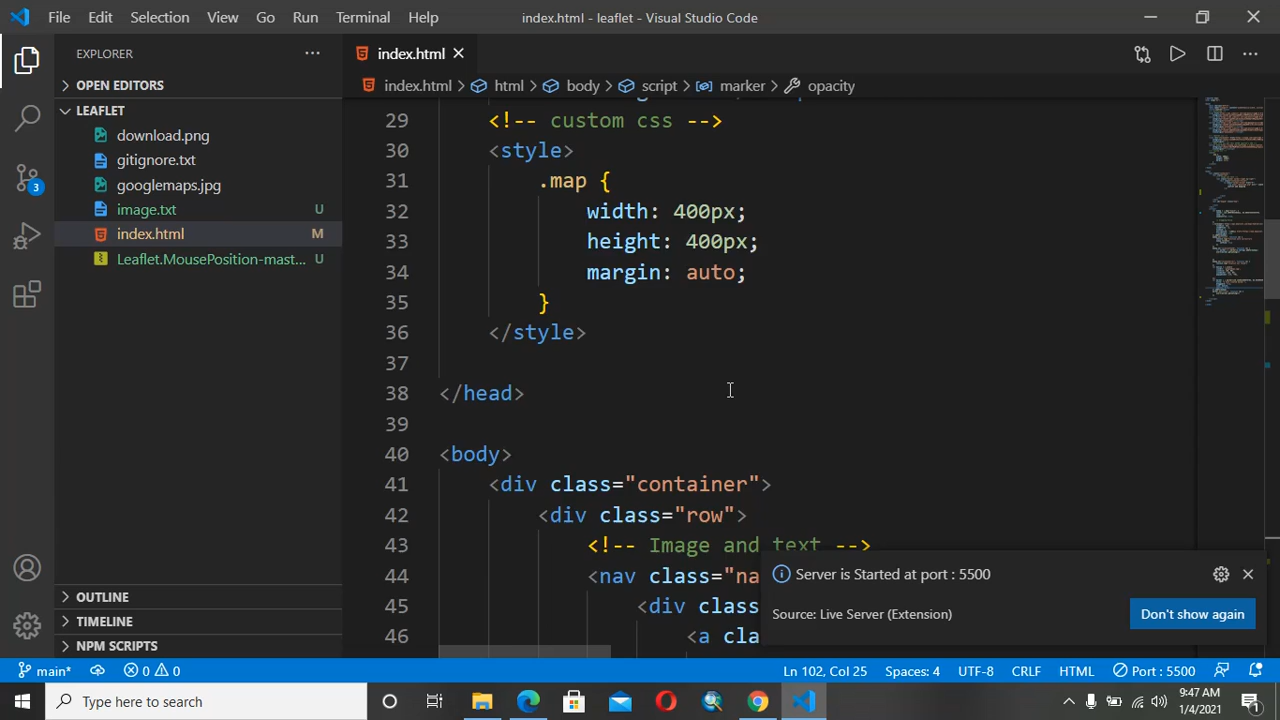 File Edit Selection View Go Run Terminal Help index.html - leaflet - Visual Studio Code
EXPLORER
index.html
index.html > html > body > script > marker > opacity
OPEN EDITORS
LEAFLET
download.png
gitignore.txt
googlemaps.jpg
image.txt U
index.html M
Leaflet.MousePosition-mast... U
OUTLINE
TIMELINE
NPM SCRIPTS
3
29 <!-- custom css -->
30 <style>
31 .map {
32 width: 400px;
33 height: 400px;
34 margin: auto;
35 }
36 </style>
37
38 </head>
39
40 <body>
41 <div class="container">
42 <div class="row">
43 <!-- Image and text -->
44 <nav class="na
45 <div class
46 <a cla
Server is Started at port : 5500
Source: Live Server (Extension)
Don't show again
main* 0 0 Ln 102, Col 25 Spaces: 4 UTF-8 CRLF HTML Port : 5500
Type here to search
9:47 AM
1/4/2021
1